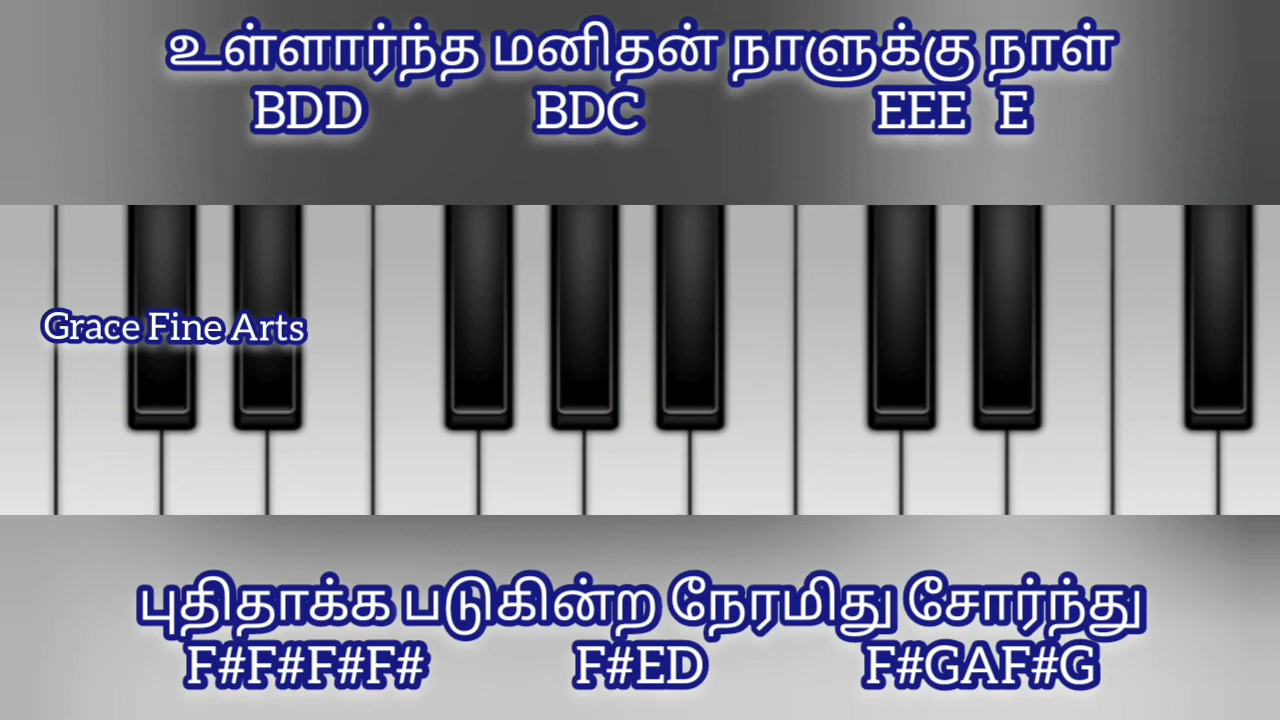 உள்ளார்ந்த மனிதன் நாளுக்கு நாள்
BDD BDC EEE E
Grace Fine Arts
புதிதாக்க படுகின்ற நேரமிது சோர்ந்து
F#F#F#F# F#ED F#GAF#G